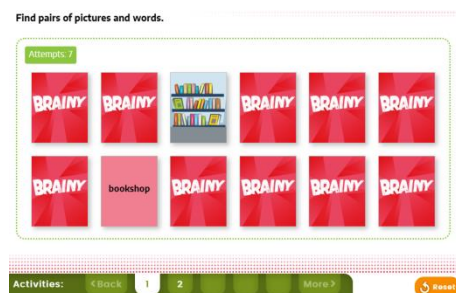 Find pairs of pictures and words.
Attempts: 7
BRAINY BRAINY BRAINY BRAINY BRAINY
BRAINY bookshop BRAINY BRAINY BRAINY BRAINY
Activities: <Back 1 2 More > Reset